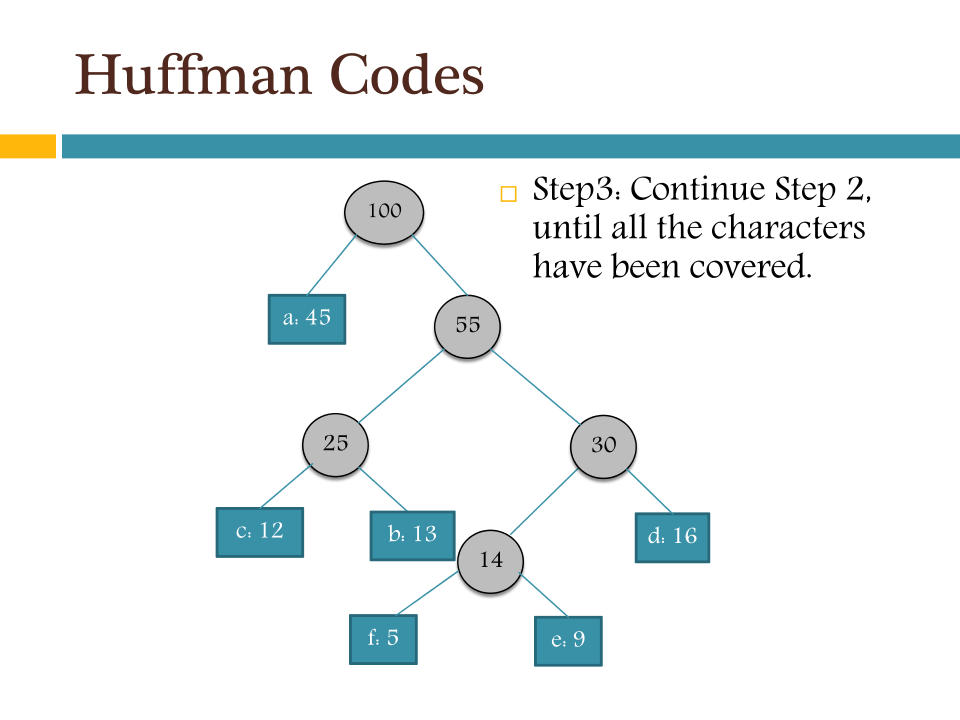 Huffman Codes
Step3: Continue Step 2,
until all the characters
have been covered.
100
a: 45
55
25
30
c: 12
b: 13
d: 16
14
f: 5
e: 9